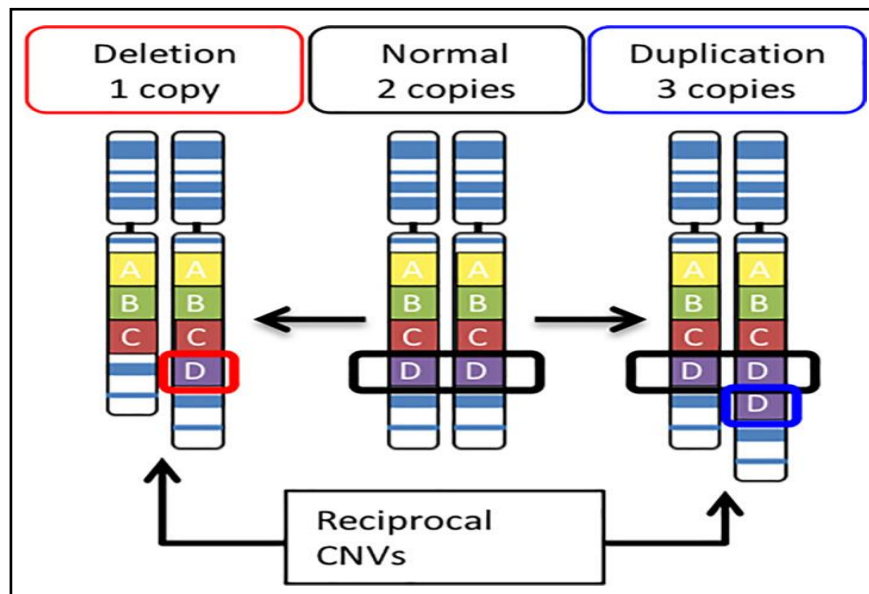 Deletion
1 copy
Normal
2 copies
Duplication
3 copies
A A A A A A
B B B B B B
C C C C C C
D D D D D
D
Reciprocal
CNVs